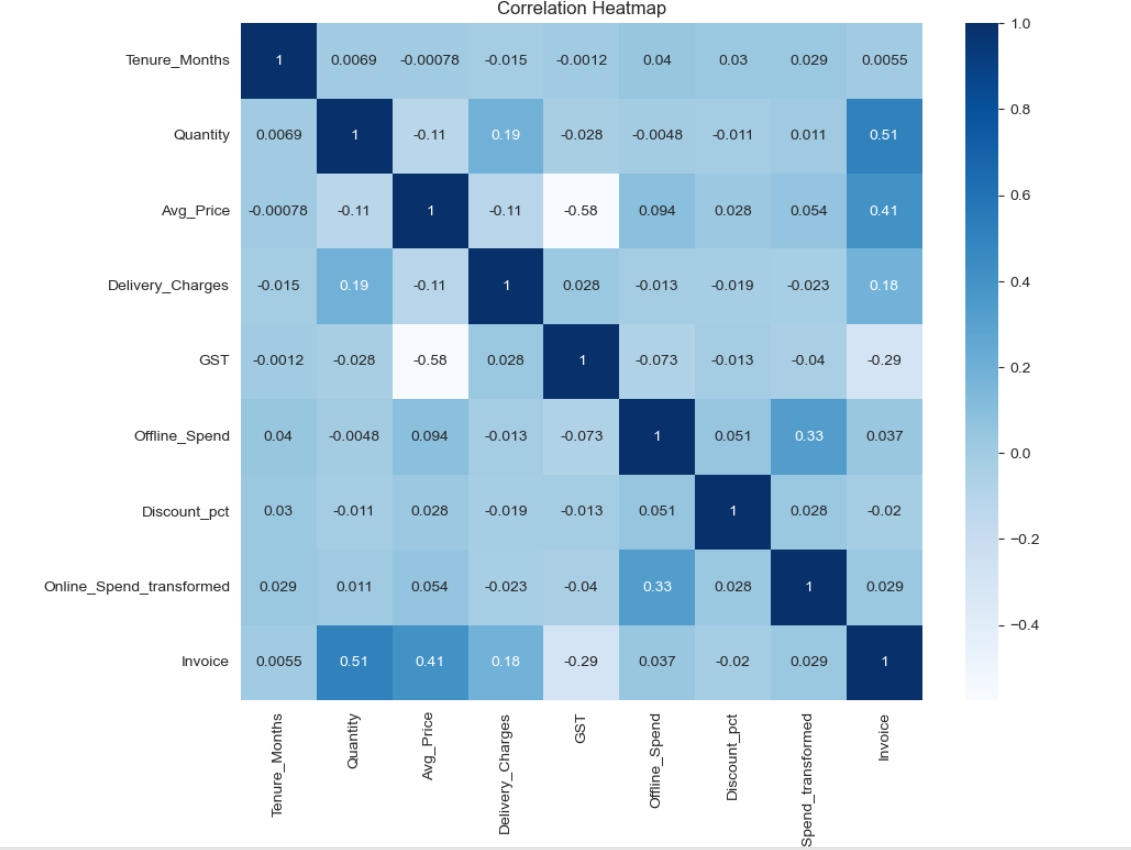 Correlation Heatmap
Tenure_Months 1 0.0069 -0.00078 -0.015 -0.0012 0.04 0.03 0.029 0.0055
Quantity 0.0069 1 -0.11 0.19 -0.028 -0.0048 -0.011 0.011 0.51
Avg_Price -0.00078 -0.11 1 -0.11 -0.58 0.094 0.028 0.054 0.41
Delivery_Charges -0.015 0.19 -0.11 1 0.028 -0.013 -0.019 -0.023 0.18
GST -0.0012 -0.028 -0.58 0.028 1 -0.073 -0.013 -0.04 -0.29
Offline_Spend 0.04 -0.0048 0.094 -0.013 -0.073 1 0.051 0.33 0.037
Discount_pct 0.03 -0.011 0.028 -0.019 -0.013 0.051 1 0.028 -0.02
Online_Spend_transformed 0.029 0.011 0.054 -0.023 -0.04 0.33 0.028 1 0.029
Invoice 0.0055 0.51 0.41 0.18 -0.29 0.037 -0.02 0.029 1
Tenure_Months
Quantity
Avg_Price
Delivery_Charges
GST
Offline_Spend
Discount_pct
Spend_transformed
Invoice
1.0
0.8
0.6
0.4
0.2
0.0
−0.2
−0.4